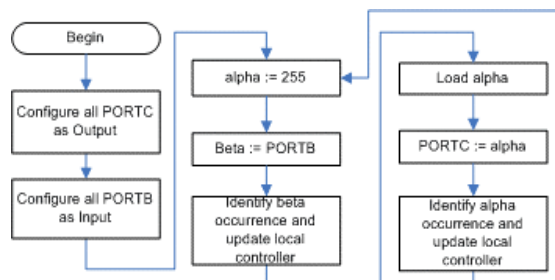 Begin
Configure all PORTC
as Output
Configure all PORTB
as Input
alpha := 255
Beta := PORTB
Identify beta
occurrence and
update local
controller
Load alpha
PORTC := alpha
Identify alpha
occurrence and
update local
controller